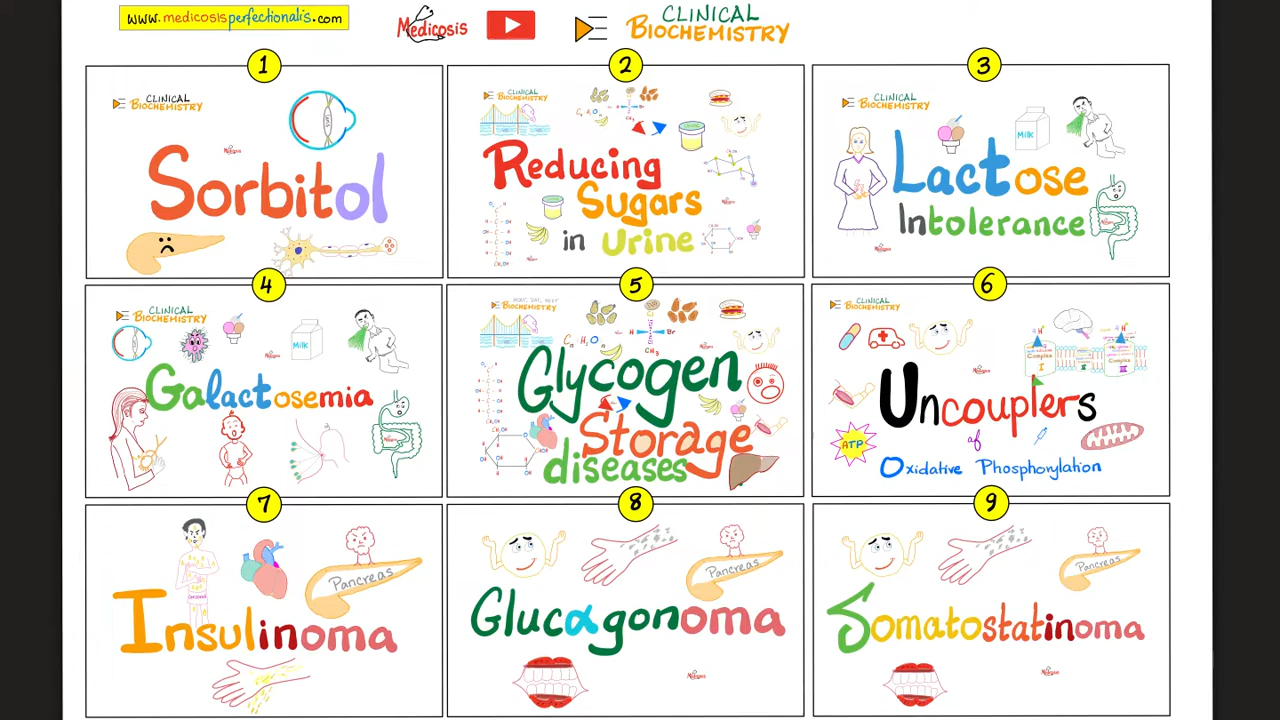 www.medicosisperfectionalis.com
Medicosis
CLINICAL
BIOCHEMISTRY
1
CLINICAL
BIOCHEMISTRY
Sorbitol
2
CLINICAL
BIOCHEMISTRY
Reducing
Sugars
in Urine
3
CLINICAL
BIOCHEMISTRY
Milk
Lactose
Intolerance
4
CLINICAL
BIOCHEMISTRY
Milk
Galactosemia
5
BIOCHEMISTRY
Glycogen
Storage
diseases
6
CLINICAL
BIOCHEMISTRY
Uncouplers
of
ATP
Oxidative Phosphorylation
7
Pancreas
Insulinoma
8
Pancreas
Glucαgonoma
9
Pancreas
Somatostatinoma